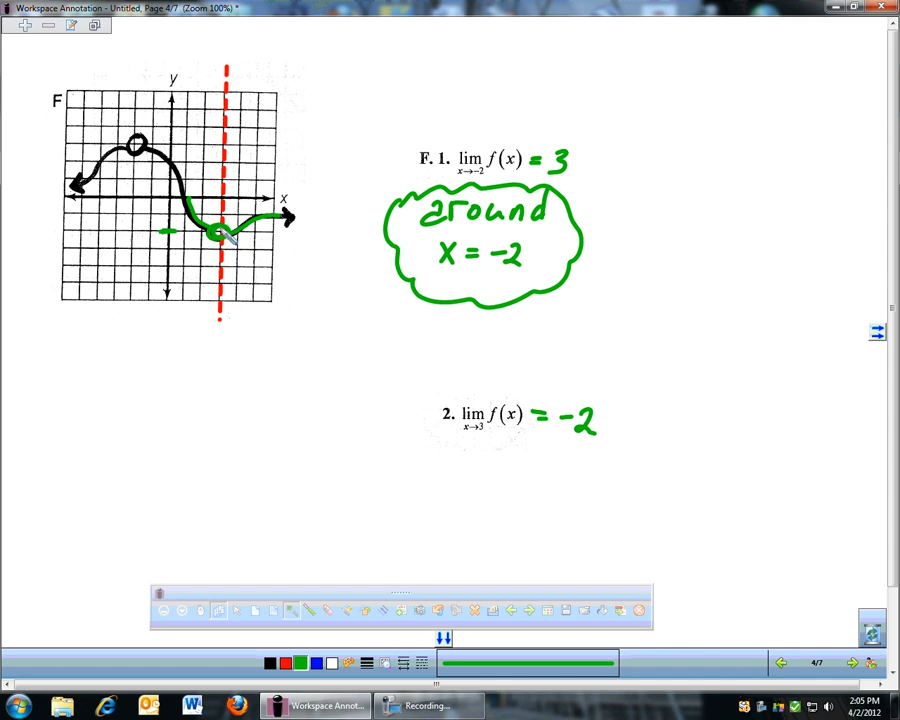 Workspace Annotation - Untitled, Page 4/7 (Zoom 100%) *
F
y
x
F. 1. lim f(x) = 3
x→-2
around
x = -2
2. lim f(x) = -2
x→3
4/7
Workspace Annot...
Recording...
2:05 PM
4/2/2012